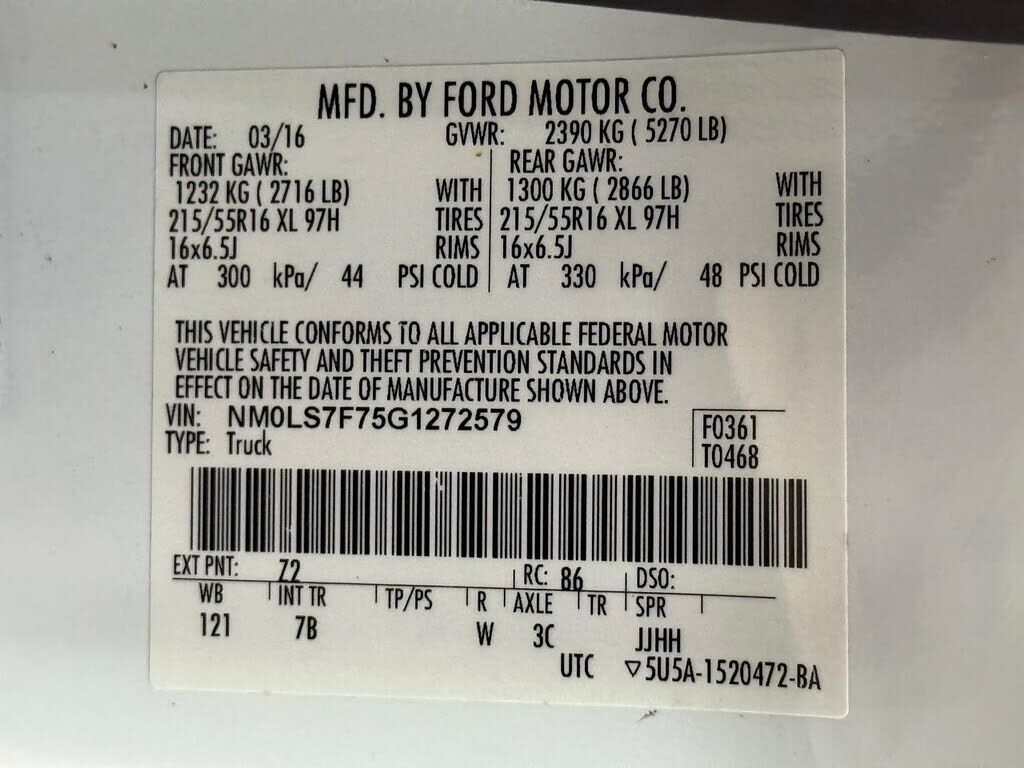 MFD. BY FORD MOTOR CO.
DATE: 03/16 GVWR: 2390 KG ( 5270 LB)
FRONT GAWR: REAR GAWR:
1232 KG ( 2716 LB) WITH 1300 KG ( 2866 LB) WITH
215/55R16 XL 97H TIRES 215/55R16 XL 97H TIRES
16x6.5J RIMS 16x6.5J RIMS
AT 300 kPa/ 44 PSI COLD AT 330 kPa/ 48 PSI COLD
THIS VEHICLE CONFORMS TO ALL APPLICABLE FEDERAL MOTOR
VEHICLE SAFETY AND THEFT PREVENTION STANDARDS IN
EFFECT ON THE DATE OF MANUFACTURE SHOWN ABOVE.
VIN: NM0LS7F75G1272579 F0361
TYPE: Truck T0468
EXT PNT: 7Z RC: 86 DSO:
WB INT TR TP/PS R AXLE TR SPR
121 7B W 3C JJHH
UTC ▽5U5A-1520472-BA